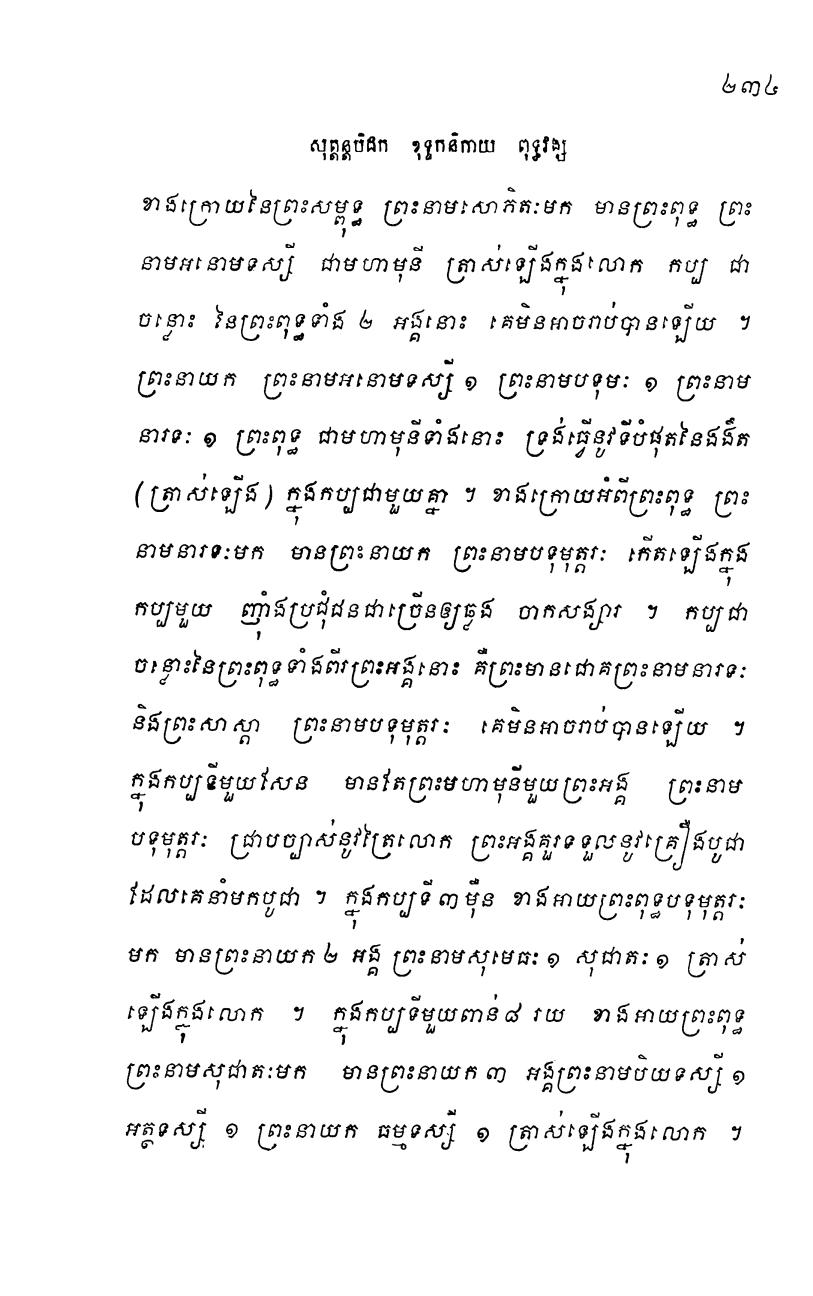 ២៣៤
សុត្តន្តបិដក ខុទ្ទកនិកាយ ពុទ្ធវង្ស
ខាងក្រោយនៃព្រះសម្ពុទ្ធ ព្រះនាមសោភិតៈមក មានព្រះពុទ្ធ ព្រះ
នាមអនោមទស្សី ជាមហាមុនី ត្រាស់ឡើងក្នុងលោក កប្ប ជា
ចន្លោះ នៃព្រះពុទ្ធទាំង ២ អង្គនោះ គេមិនអាចរាប់បានឡើយ ។
ព្រះនាយក ព្រះនាមអនោមទស្សី ១ ព្រះនាមបទុមៈ ១ ព្រះនាម
នារទៈ ១ ព្រះពុទ្ធ ជាមហាមុនីទាំងនោះ ទ្រង់ធ្វើនូវទីបំផុតនៃងងឹត
(ត្រាស់ឡើង) ក្នុងកប្បជាមួយគ្នា ។ ខាងក្រោយអំពីព្រះពុទ្ធ ព្រះ
នាមនារទៈមក មានព្រះនាយក ព្រះនាមបទុមុត្តរៈ កើតឡើងក្នុង
កប្បមួយ ញ៉ាំងប្រជុំជនជាច្រើនឲ្យឆ្លង ចាកសង្សារ ។ កប្បជា
ចន្លោះនៃព្រះពុទ្ធទាំងពីរព្រះអង្គនោះ គឺព្រះមានជោគព្រះនាមនារទៈ
និងព្រះសាស្តា ព្រះនាមបទុមុត្តរៈ គេមិនអាចរាប់បានឡើយ ។
ក្នុងកប្បទីមួយសែន មានតែព្រះមហាមុនីមួយព្រះអង្គ ព្រះនាម
បទុមុត្តរៈ ជ្រាបច្បាស់នូវត្រៃលោក ព្រះអង្គគួរទទួលនូវគ្រឿងបូជា
ដែលគេនាំមកបូជា ។ ក្នុងកប្បទី ៣ ម៉ឺន ខាងអាយព្រះពុទ្ធបទុមុត្តរៈ
មក មានព្រះនាយក ២ អង្គ ព្រះនាមសុមេធៈ ១ សុជាតៈ ១ ត្រាស់
ឡើងក្នុងលោក ។ ក្នុងកប្បទីមួយពាន់ ៨ រយ ខាងអាយព្រះពុទ្ធ
ព្រះនាមសុជាតៈមក មានព្រះនាយក ៣ អង្គព្រះនាមបិយទស្សី ១
អត្ថទស្សី ១ ព្រះនាយក ធម្មទស្សី ១ ត្រាស់ឡើងក្នុងលោក ។